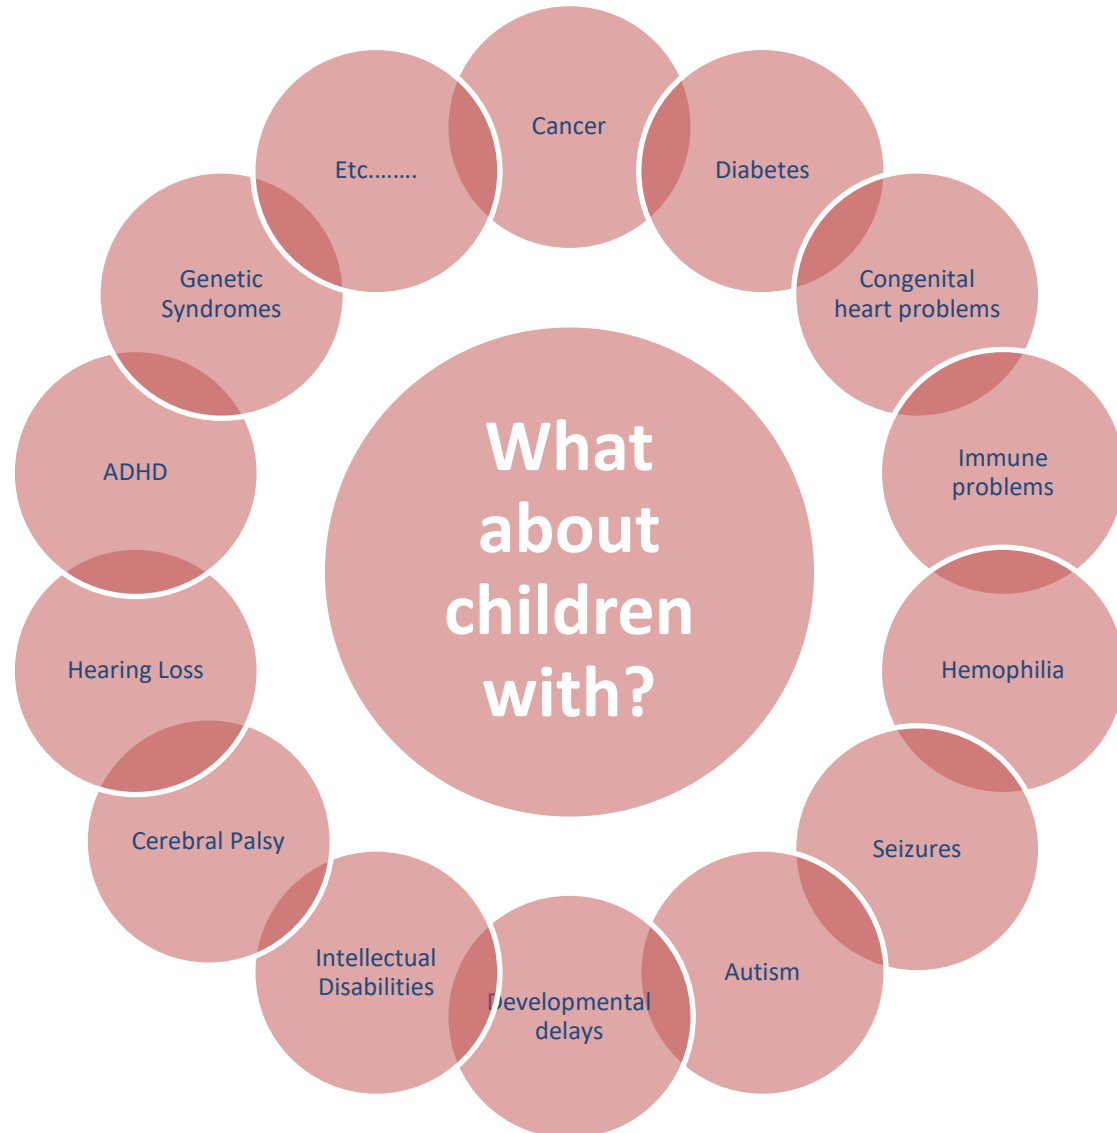 Cancer
Diabetes
Congenital
heart problems
Immune
problems
Hemophilia
Seizures
Autism
Developmental
delays
Intellectual
Disabilities
Cerebral Palsy
Hearing Loss
ADHD
Genetic
Syndromes
Etc........
What
about
children
with?